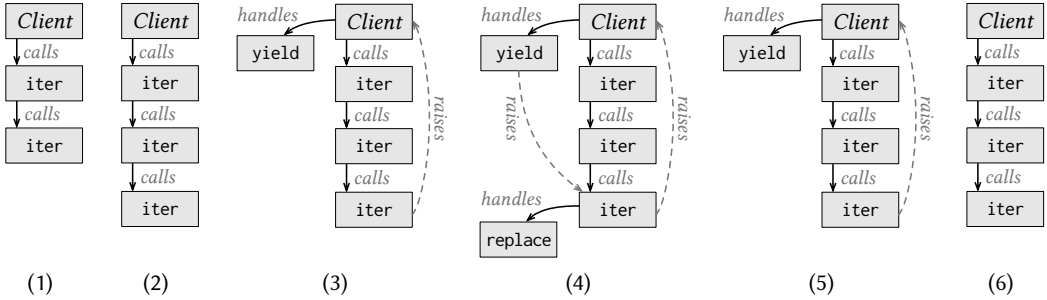 Client
calls
iter
calls
iter
(1)
Client
calls
iter
calls
iter
calls
iter
(2)
handles
Client
yield
calls
iter
calls
iter
calls
iter
raises
(3)
handles
Client
yield
calls
iter
raises
calls
iter
calls
handles
iter
replace
raises
(4)
handles
Client
yield
calls
iter
calls
iter
calls
iter
raises
(5)
Client
calls
iter
calls
iter
calls
iter
(6)